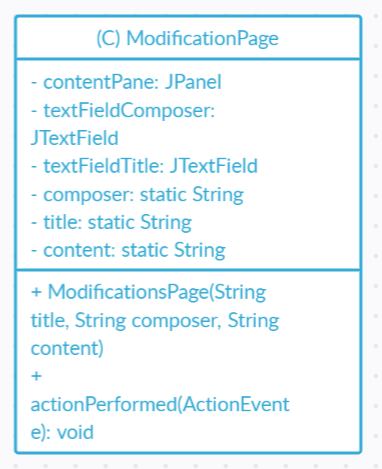 (C) ModificationPage
- contentPane: JPanel
- textFieldComposer:
JTextField
- textFieldTitle: JTextField
- composer: static String
- title: static String
- content: static String
+ ModificationsPage(String
title, String composer, String
content)
+
actionPerformed(ActionEvent
e): void